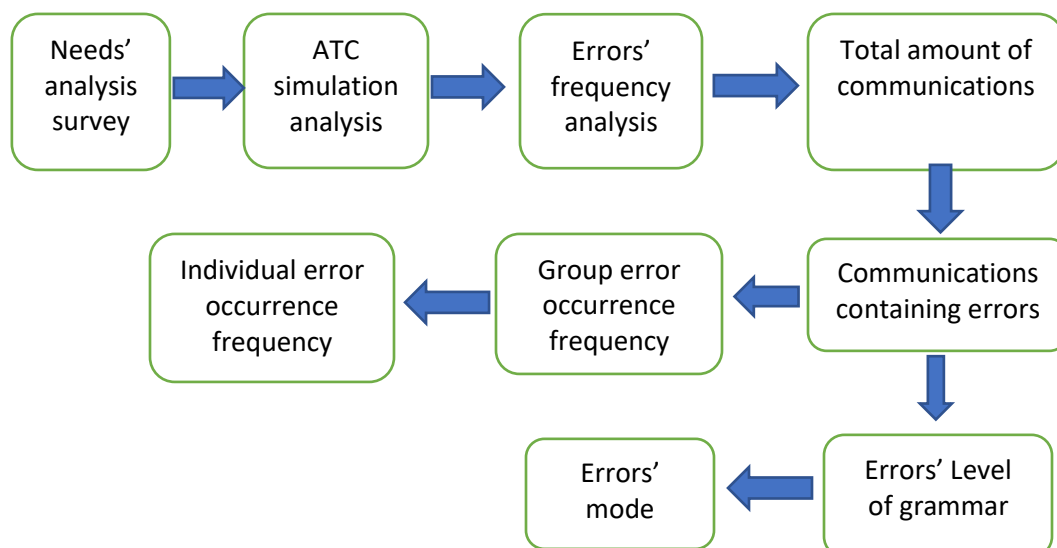 Needs’
analysis
survey
ATC
simulation
analysis
Errors’
frequency
analysis
Total amount of
communications
Communications
containing errors
Group error
occurrence
frequency
Individual error
occurrence
frequency
Errors’ Level
of grammar
Errors’
mode